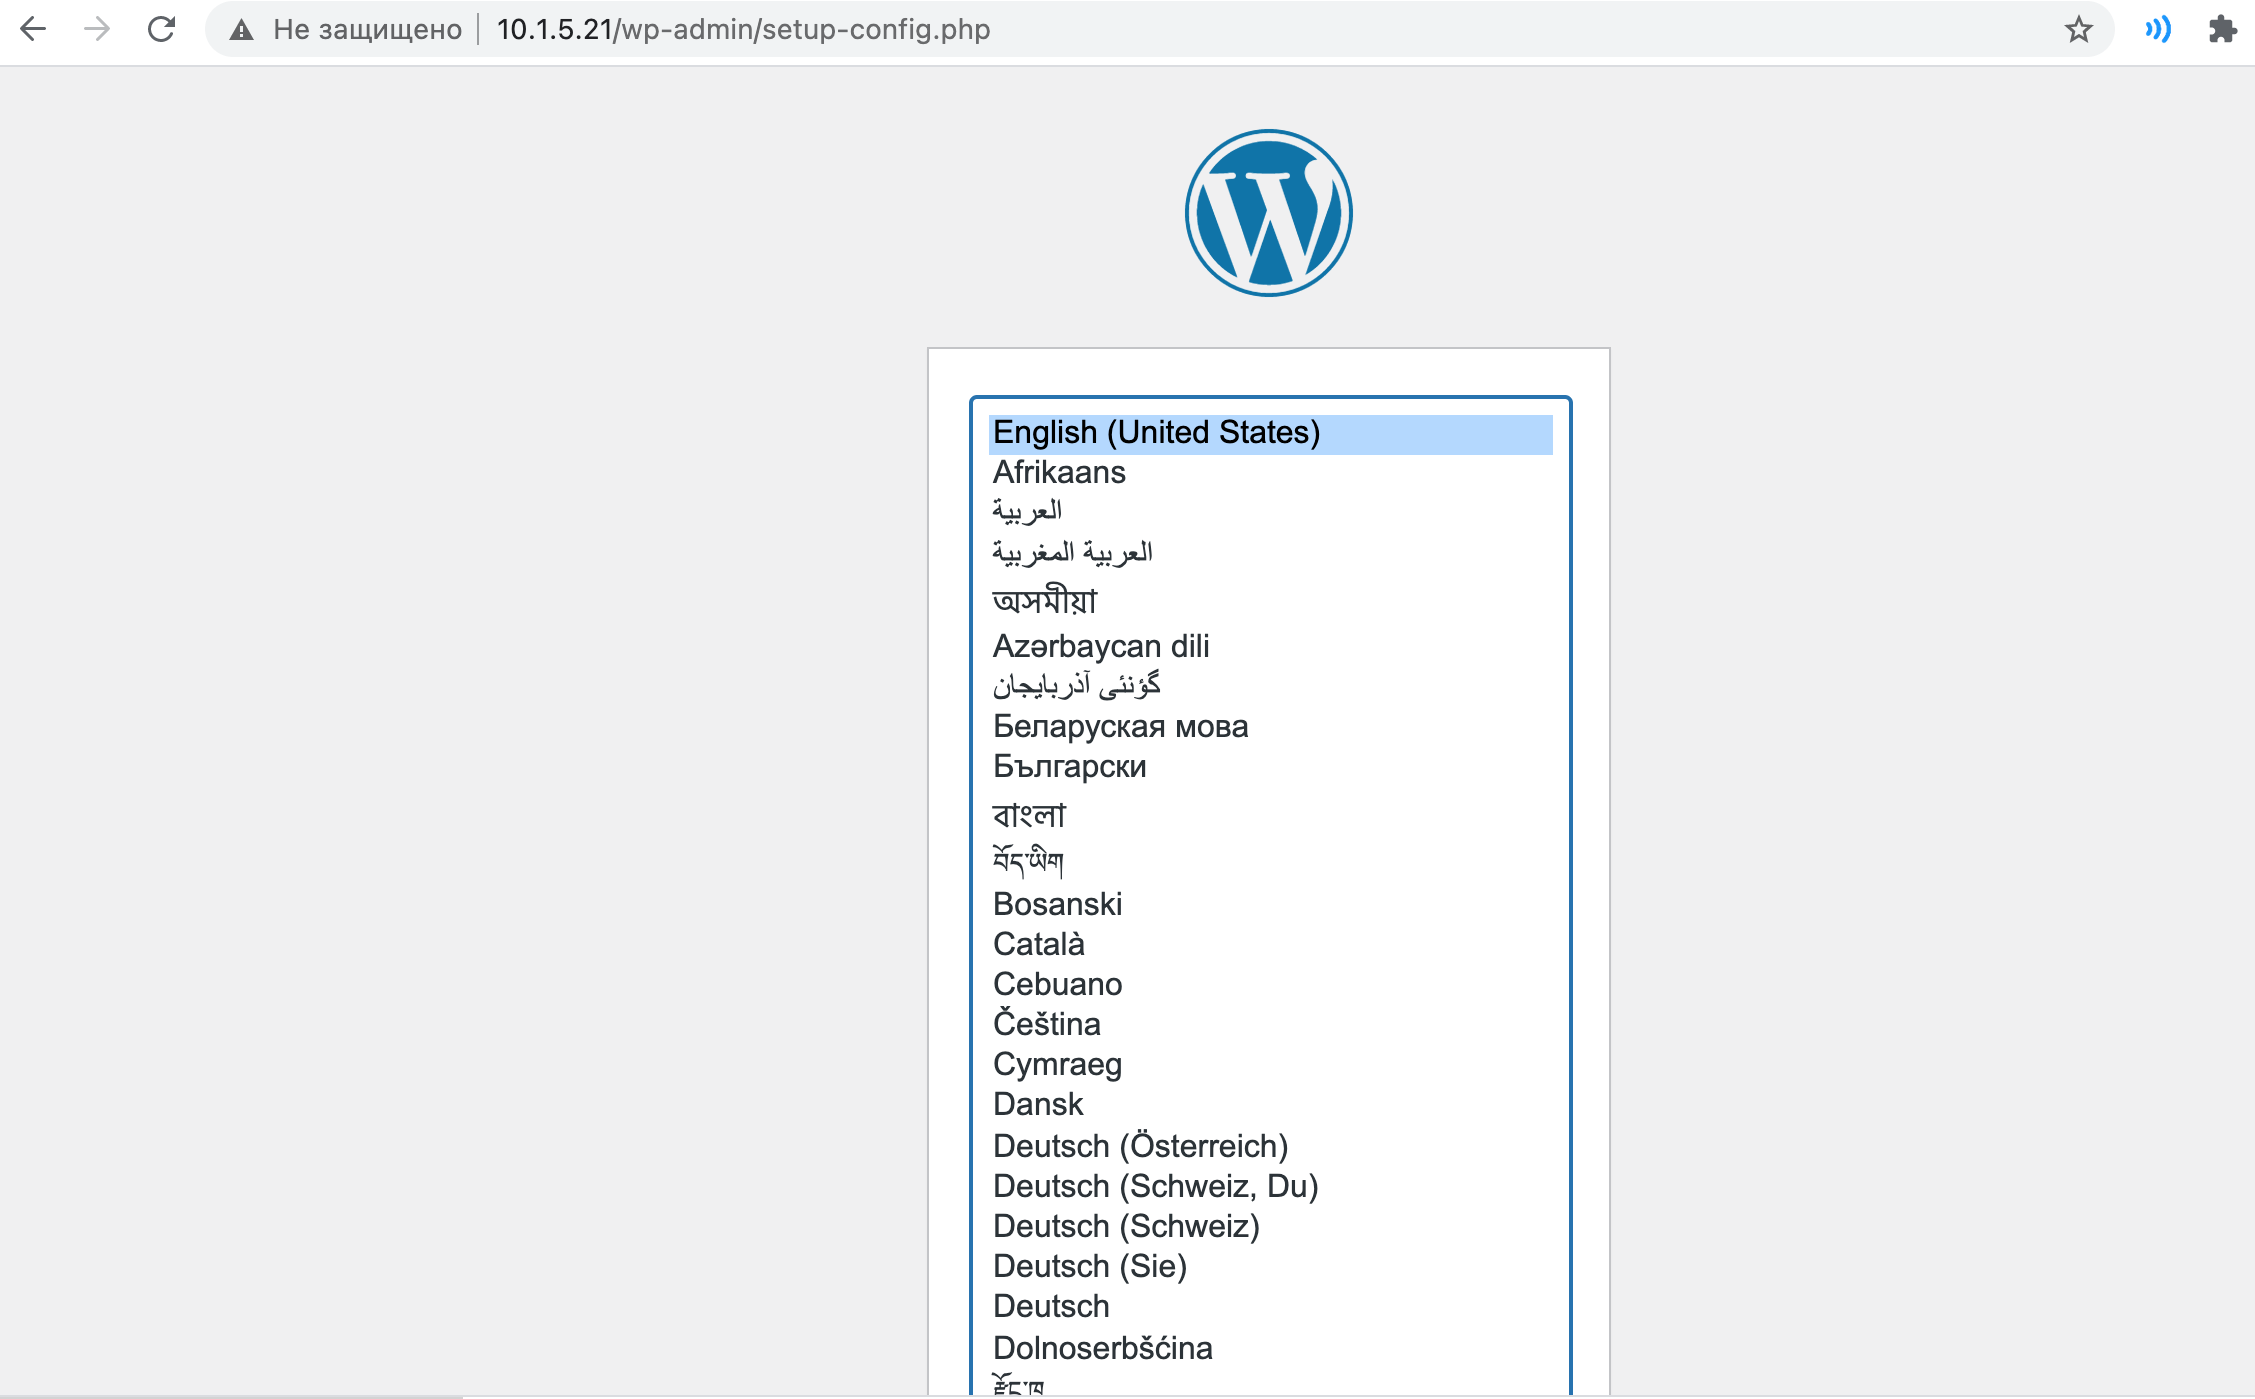 Не защищено 10.1.5.21/wp-admin/setup-config.php
English (United States)
Afrikaans
العربية
العربية المغربية
অসমীয়া
Azərbaycan dili
گؤنئی آذربایجان
Беларуская мова
Български
বাংলা
བོད་ཡིག
Bosanski
Català
Cebuano
Čeština
Cymraeg
Dansk
Deutsch (Österreich)
Deutsch (Schweiz, Du)
Deutsch (Schweiz)
Deutsch (Sie)
Deutsch
Dolnoserbšćina
རྫོང་ཁ